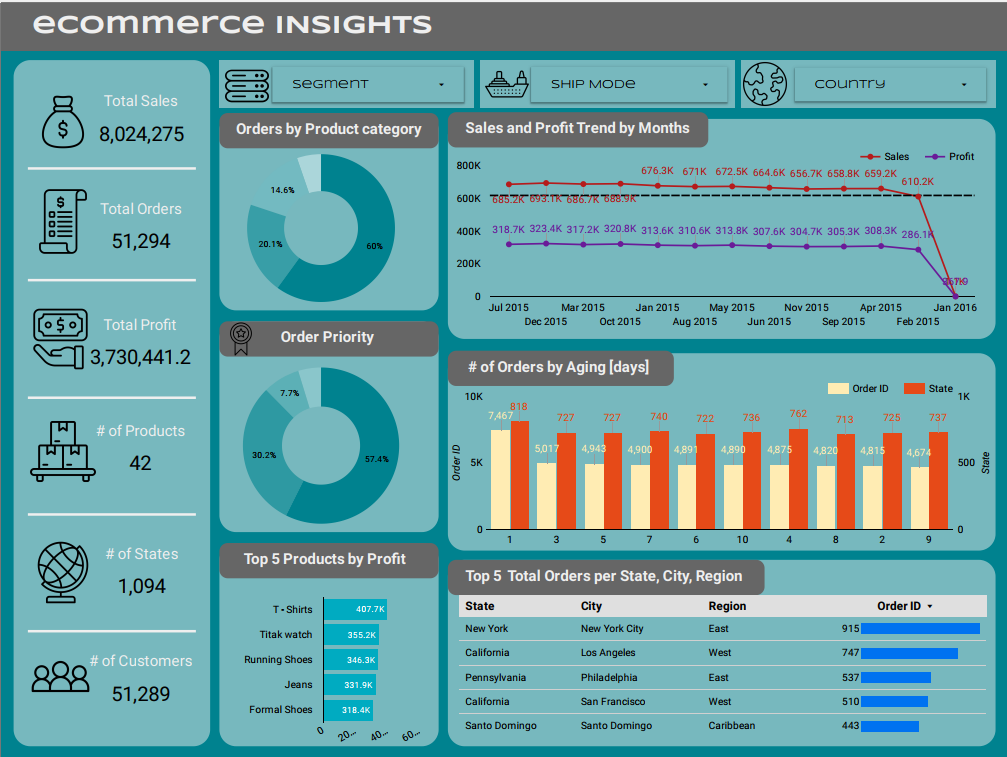 ecommerce INSIGHTS
Total Sales
8,024,275
Total Orders
51,294
Total Profit
3,730,441.2
# of Products
42
# of States
1,094
# of Customers
51,289
Segment
Ship Mode
Country
Orders by Product category
14.6%
20.1%
60%
Order Priority
7.7%
30.2%
57.4%
Top 5 Products by Profit
T - Shirts 407.7K
Titak watch 355.2K
Running Shoes 346.3K
Jeans 331.9K
Formal Shoes 318.4K
0 20… 40… 60…
Sales and Profit Trend by Months
Sales Profit
800K
600K
400K
200K
0
685.2K 693.1K 686.7K 688.9K 676.3K 671K 672.5K 664.6K 656.7K 658.8K 659.2K 610.2K
318.7K 323.4K 317.2K 320.8K 313.6K 310.6K 313.8K 307.6K 304.7K 305.3K 308.3K 286.1K
Jul 2015 Mar 2015 Jan 2015 May 2015 Nov 2015 Apr 2015 Jan 2016
Dec 2015 Oct 2015 Aug 2015 Jun 2015 Sep 2015 Feb 2015
# of Orders by Aging [days]
Order ID State
10K 1K
5K 500
0 0
Order ID
State
818 727 727 740 722 736 762 713 725 737
7,467 5,017 4,943 4,900 4,891 4,890 4,875 4,820 4,815 4,674
1 3 5 7 6 10 4 8 2 9
Top 5 Total Orders per State, City, Region
State City Region Order ID
New York New York City East 915
California Los Angeles West 747
Pennsylvania Philadelphia East 537
California San Francisco West 510
Santo Domingo Santo Domingo Caribbean 443